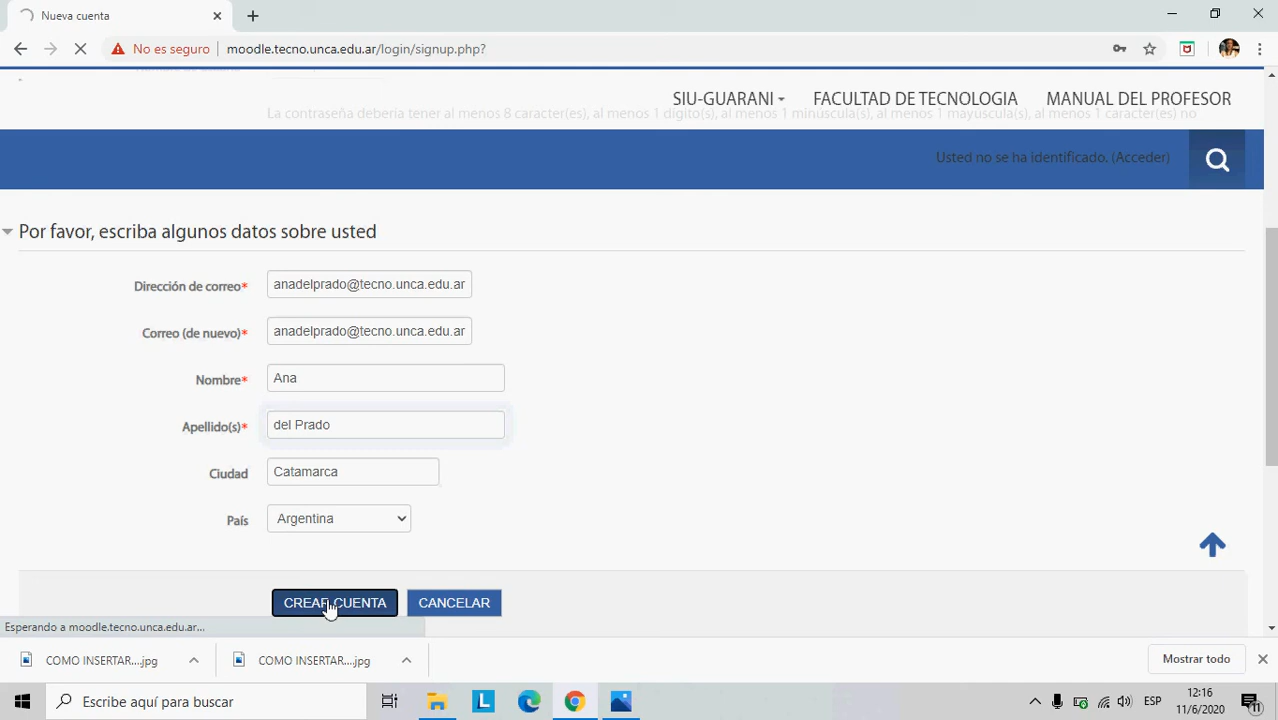 Nueva cuenta
No es seguro
moodle.tecno.unca.edu.ar/login/signup.php?
SIU-GUARANI
FACULTAD DE TECNOLOGIA
MANUAL DEL PROFESOR
La contraseña debería tener al menos 8 caracter(es), al menos 1 dígito(s), al menos 1 minúscula(s), al menos 1 mayúscula(s), al menos 1 caracter(es) no
Usted no se ha identificado. (Acceder)
Por favor, escriba algunos datos sobre usted
Dirección de correo* anadelprado@tecno.unca.edu.ar
Correo (de nuevo)* anadelprado@tecno.unca.edu.ar
Nombre* Ana
Apellido(s)* del Prado
Ciudad Catamarca
País Argentina
CREAR CUENTA CANCELAR
Esperando a moodle.tecno.unca.edu.ar...
COMO INSERTAR....jpg
COMO INSERTAR....jpg
Mostrar todo
Escribe aquí para buscar
L
ESP
12:16
11/6/2020
11